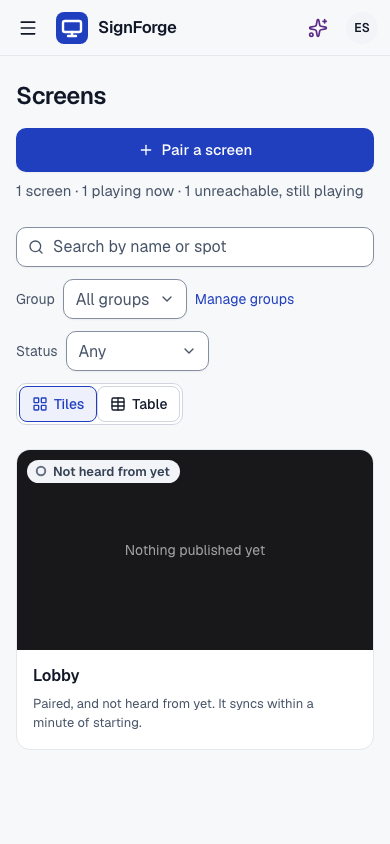 SignForge
ES
Screens
Pair a screen
1 screen · 1 playing now · 1 unreachable, still playing
Search by name or spot
Group
All groups
Manage groups
Status
Any
Tiles
Table
Not heard from yet
Nothing published yet
Lobby
Paired, and not heard from yet. It syncs within a
minute of starting.